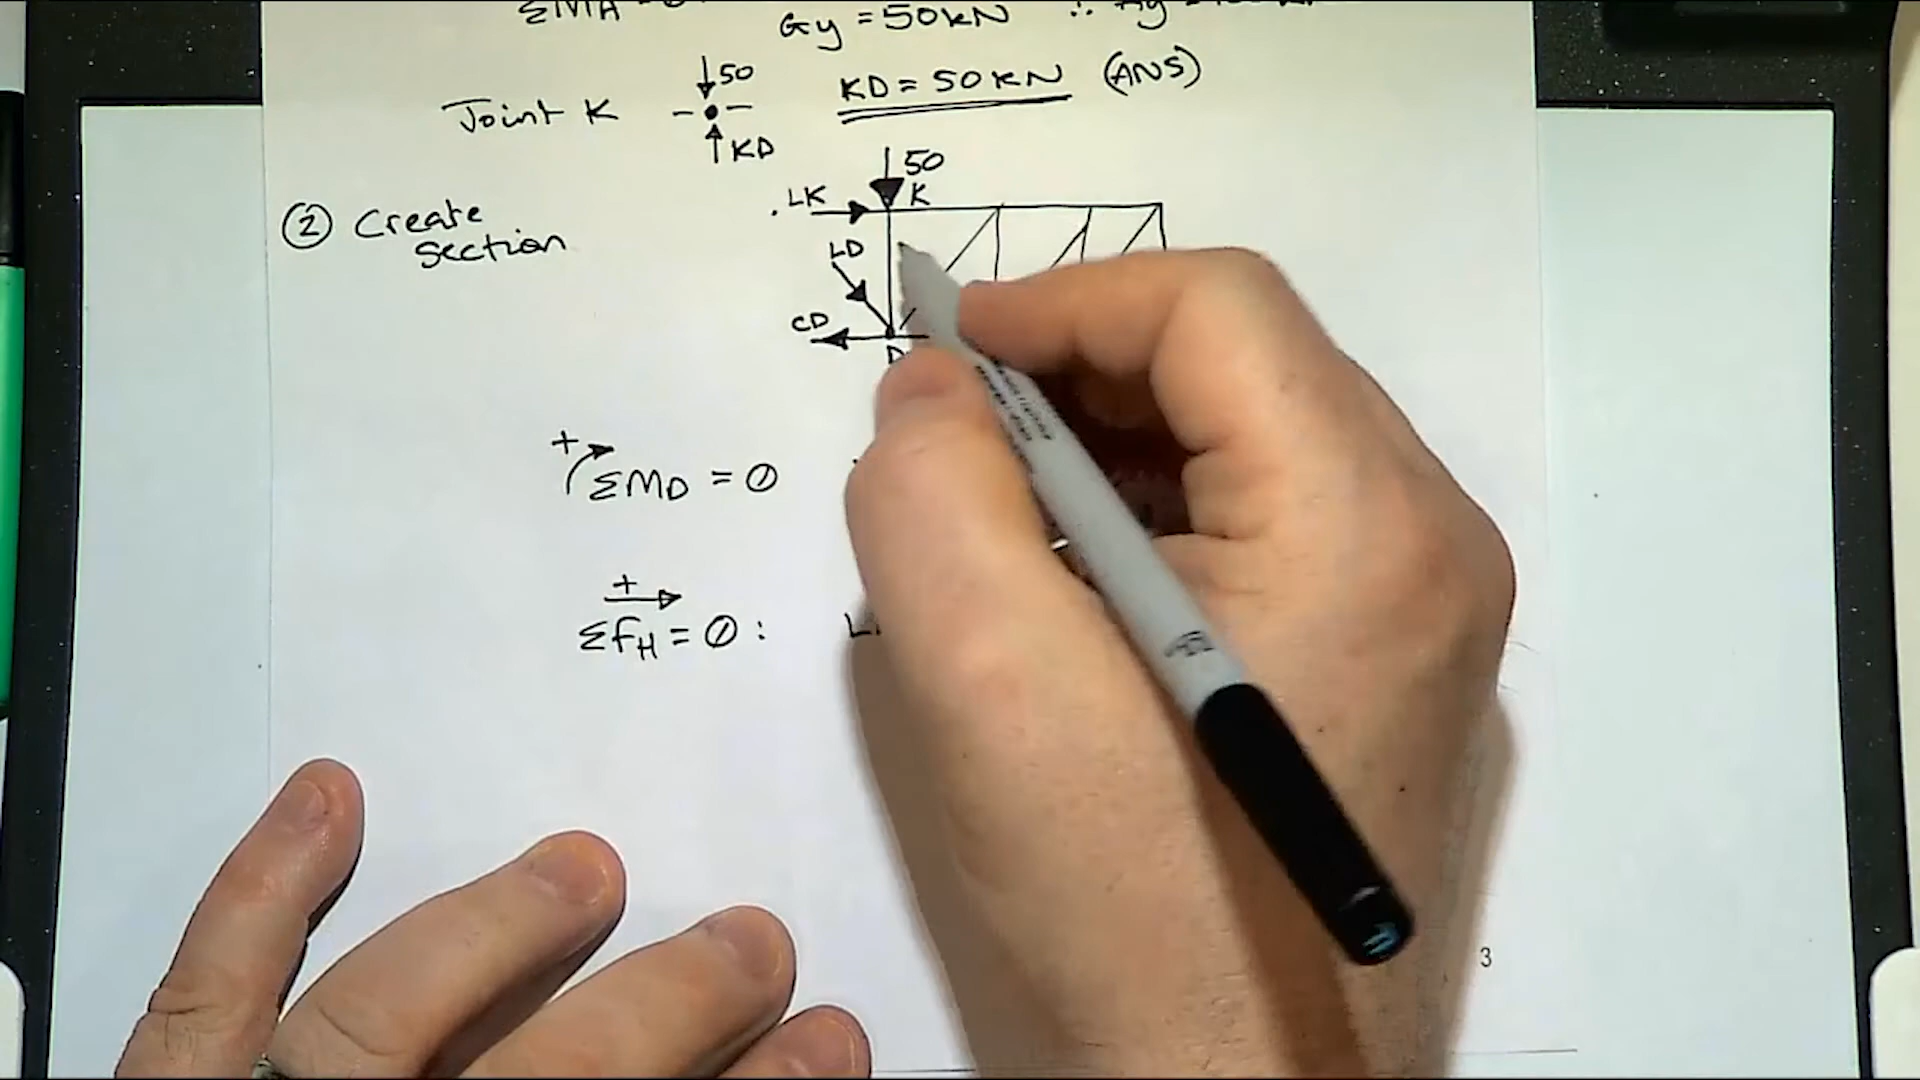 Gy = 50kN
Joint K
↓50
KD
KD = 50kN (ANS)
② Create
section
50
K
LK
LD
CD
D
+
ΣMD = 0
+
ΣFH = 0 :
3